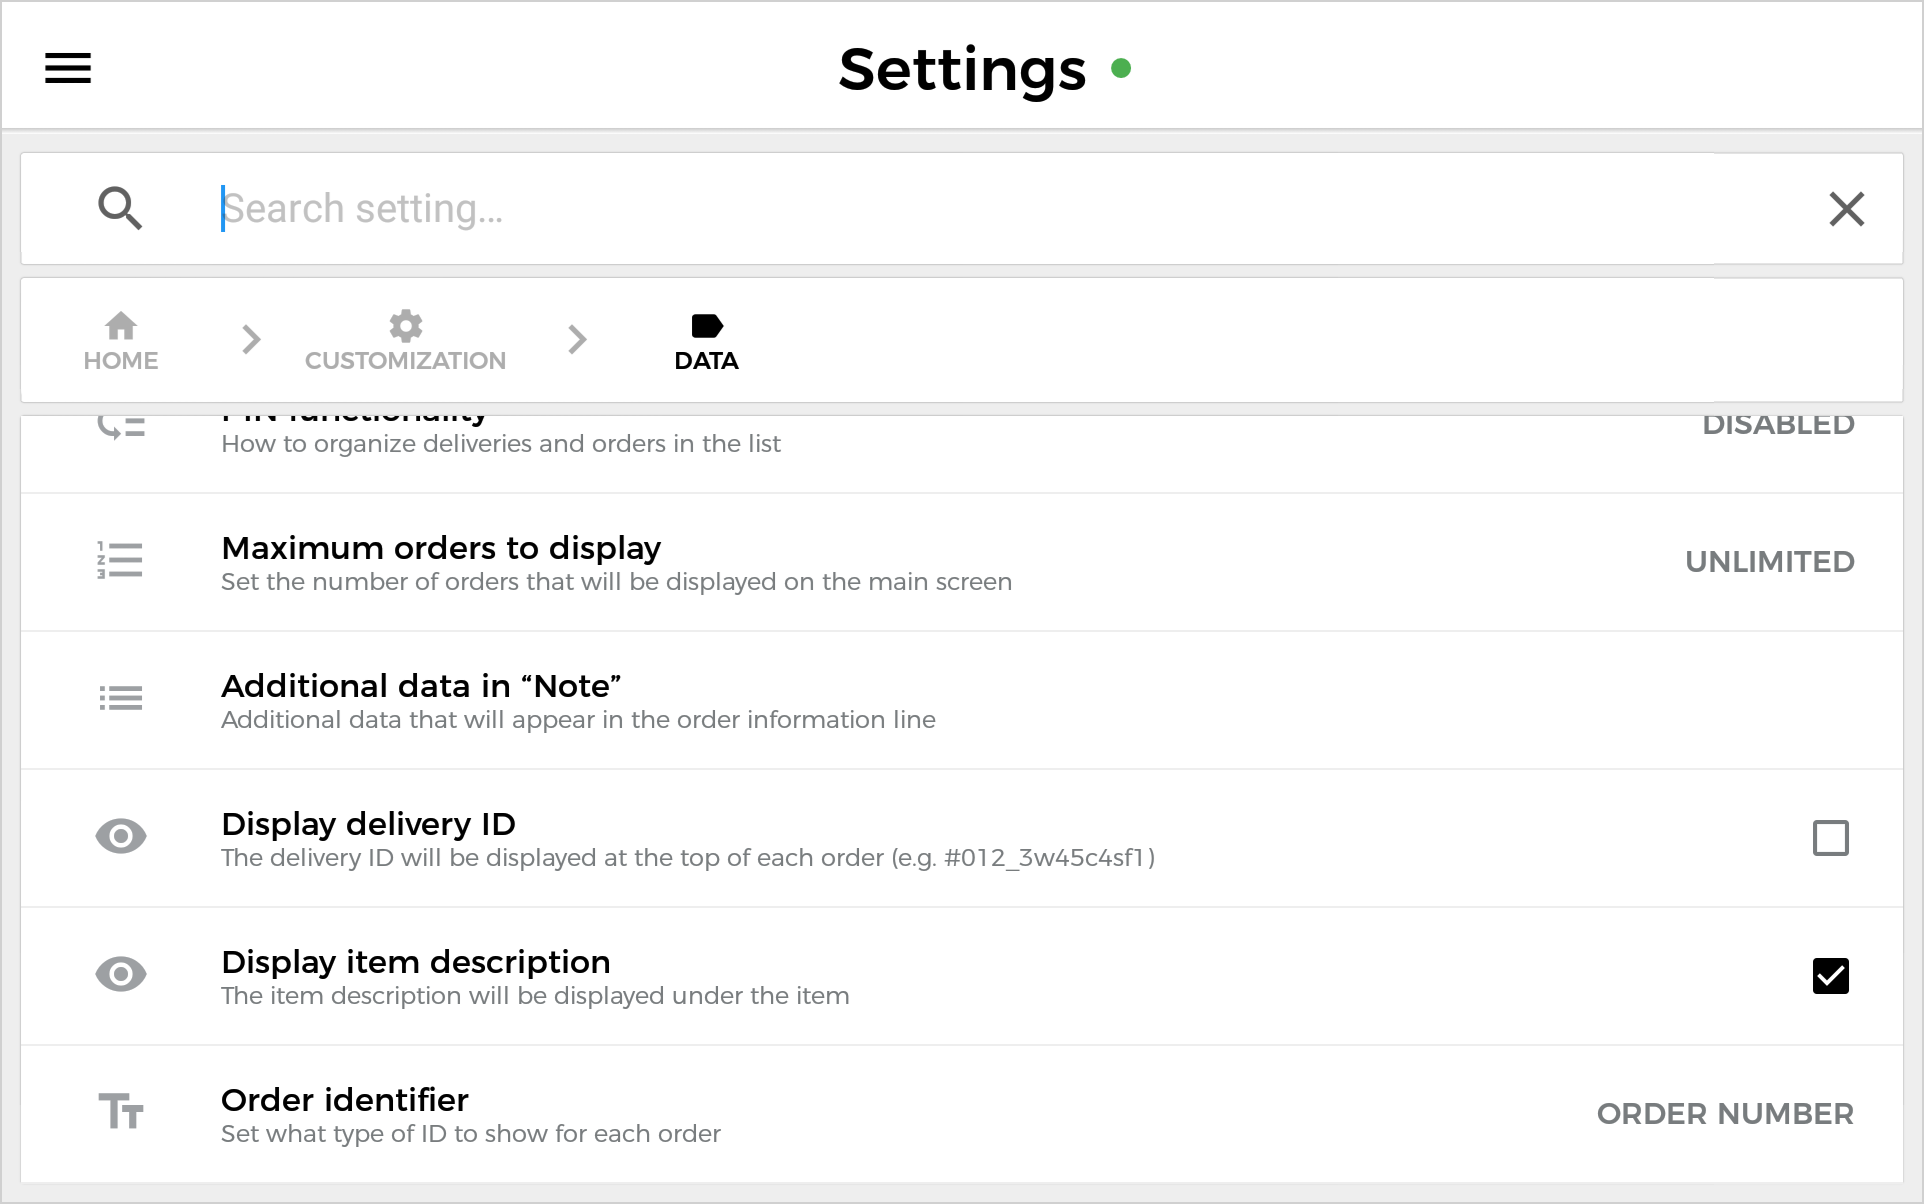 Settings
Search setting...
HOME
CUSTOMIZATION
DATA
PIN functionality
DISABLED
How to organize deliveries and orders in the list
Maximum orders to display
UNLIMITED
Set the number of orders that will be displayed on the main screen
Additional data in “Note”
Additional data that will appear in the order information line
Display delivery ID
The delivery ID will be displayed at the top of each order (e.g. #012_3w45c4sf1)
Display item description
The item description will be displayed under the item
Order identifier
ORDER NUMBER
Set what type of ID to show for each order